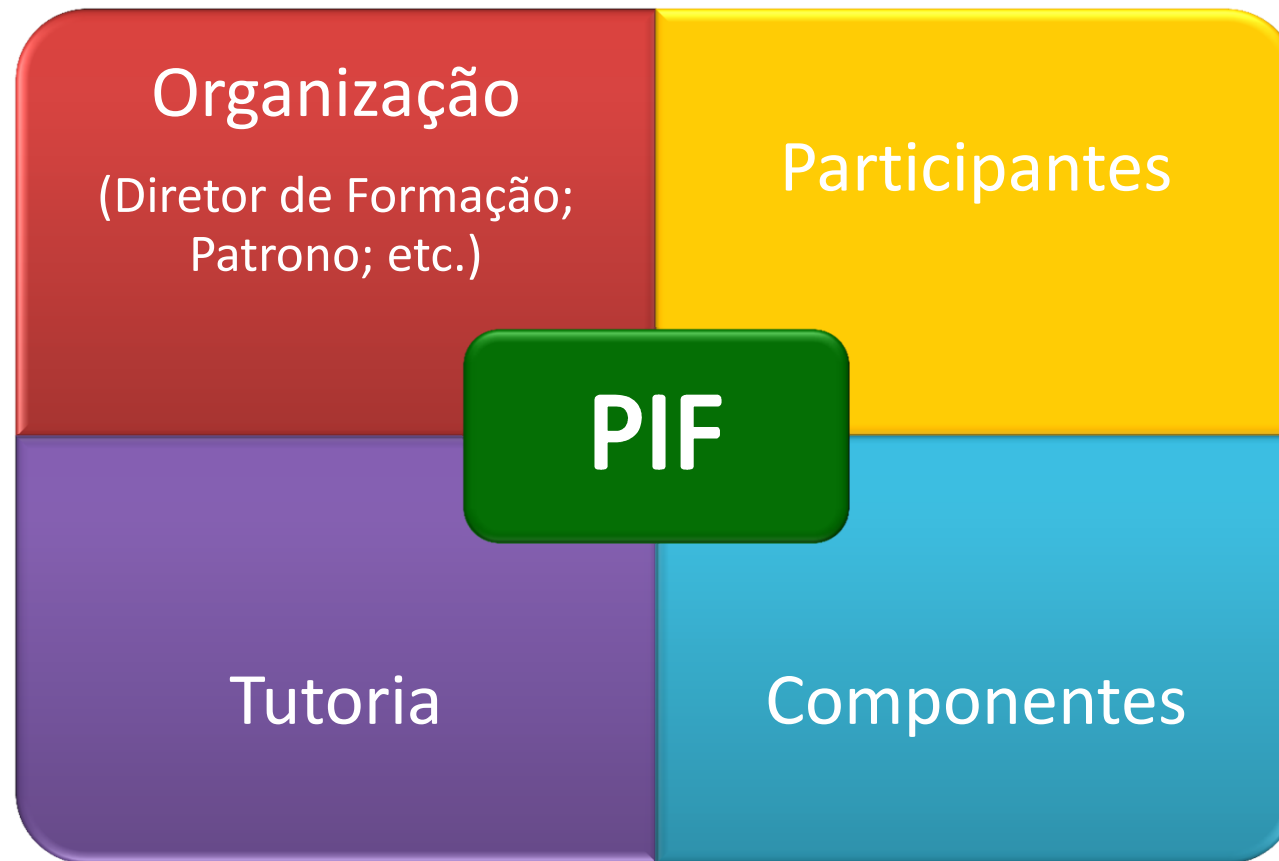 Organização
(Diretor de Formação;
Patrono; etc.)
Participantes
PIF
Tutoria
Componentes